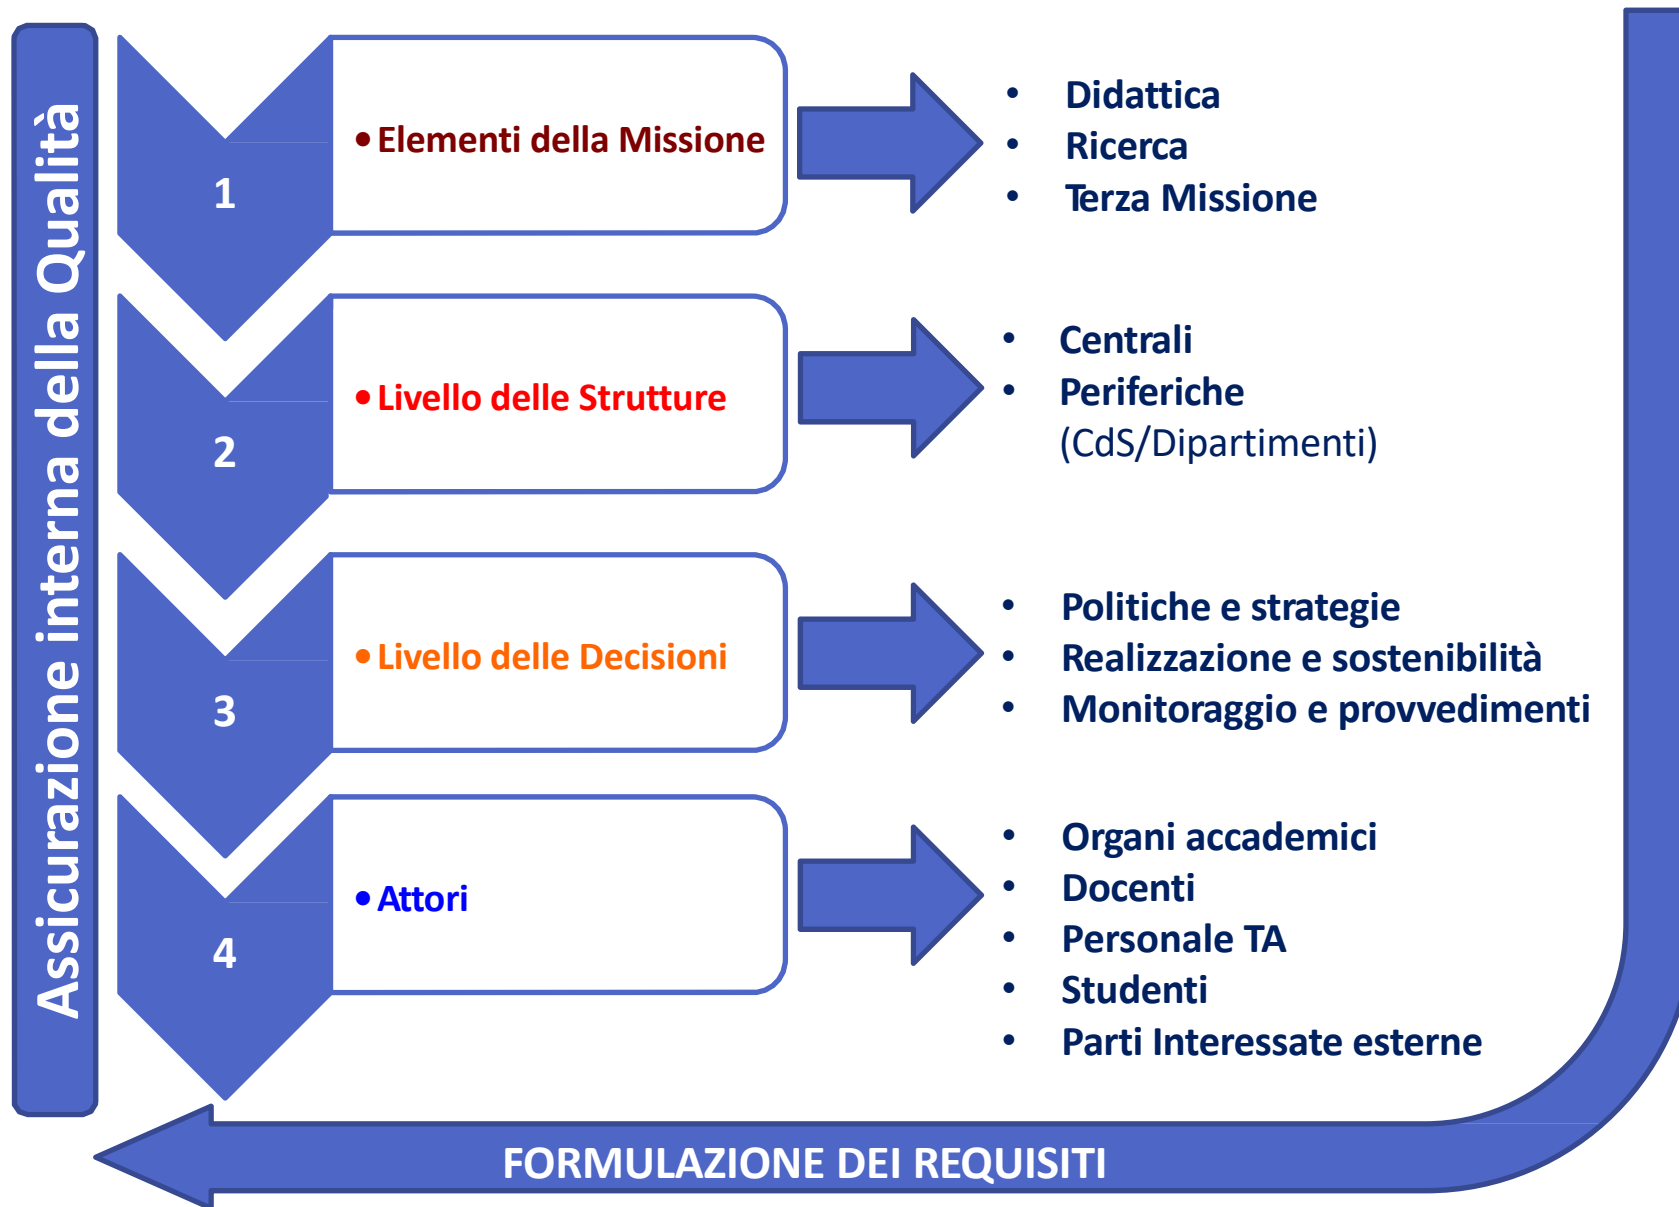 Assicurazione interna della Qualità
1
• Elementi della Missione
• Didattica
• Ricerca
• Terza Missione
2
• Livello delle Strutture
• Centrali
• Periferiche
(CdS/Dipartimenti)
3
• Livello delle Decisioni
• Politiche e strategie
• Realizzazione e sostenibilità
• Monitoraggio e provvedimenti
4
• Attori
• Organi accademici
• Docenti
• Personale TA
• Studenti
• Parti Interessate esterne
FORMULAZIONE DEI REQUISITI